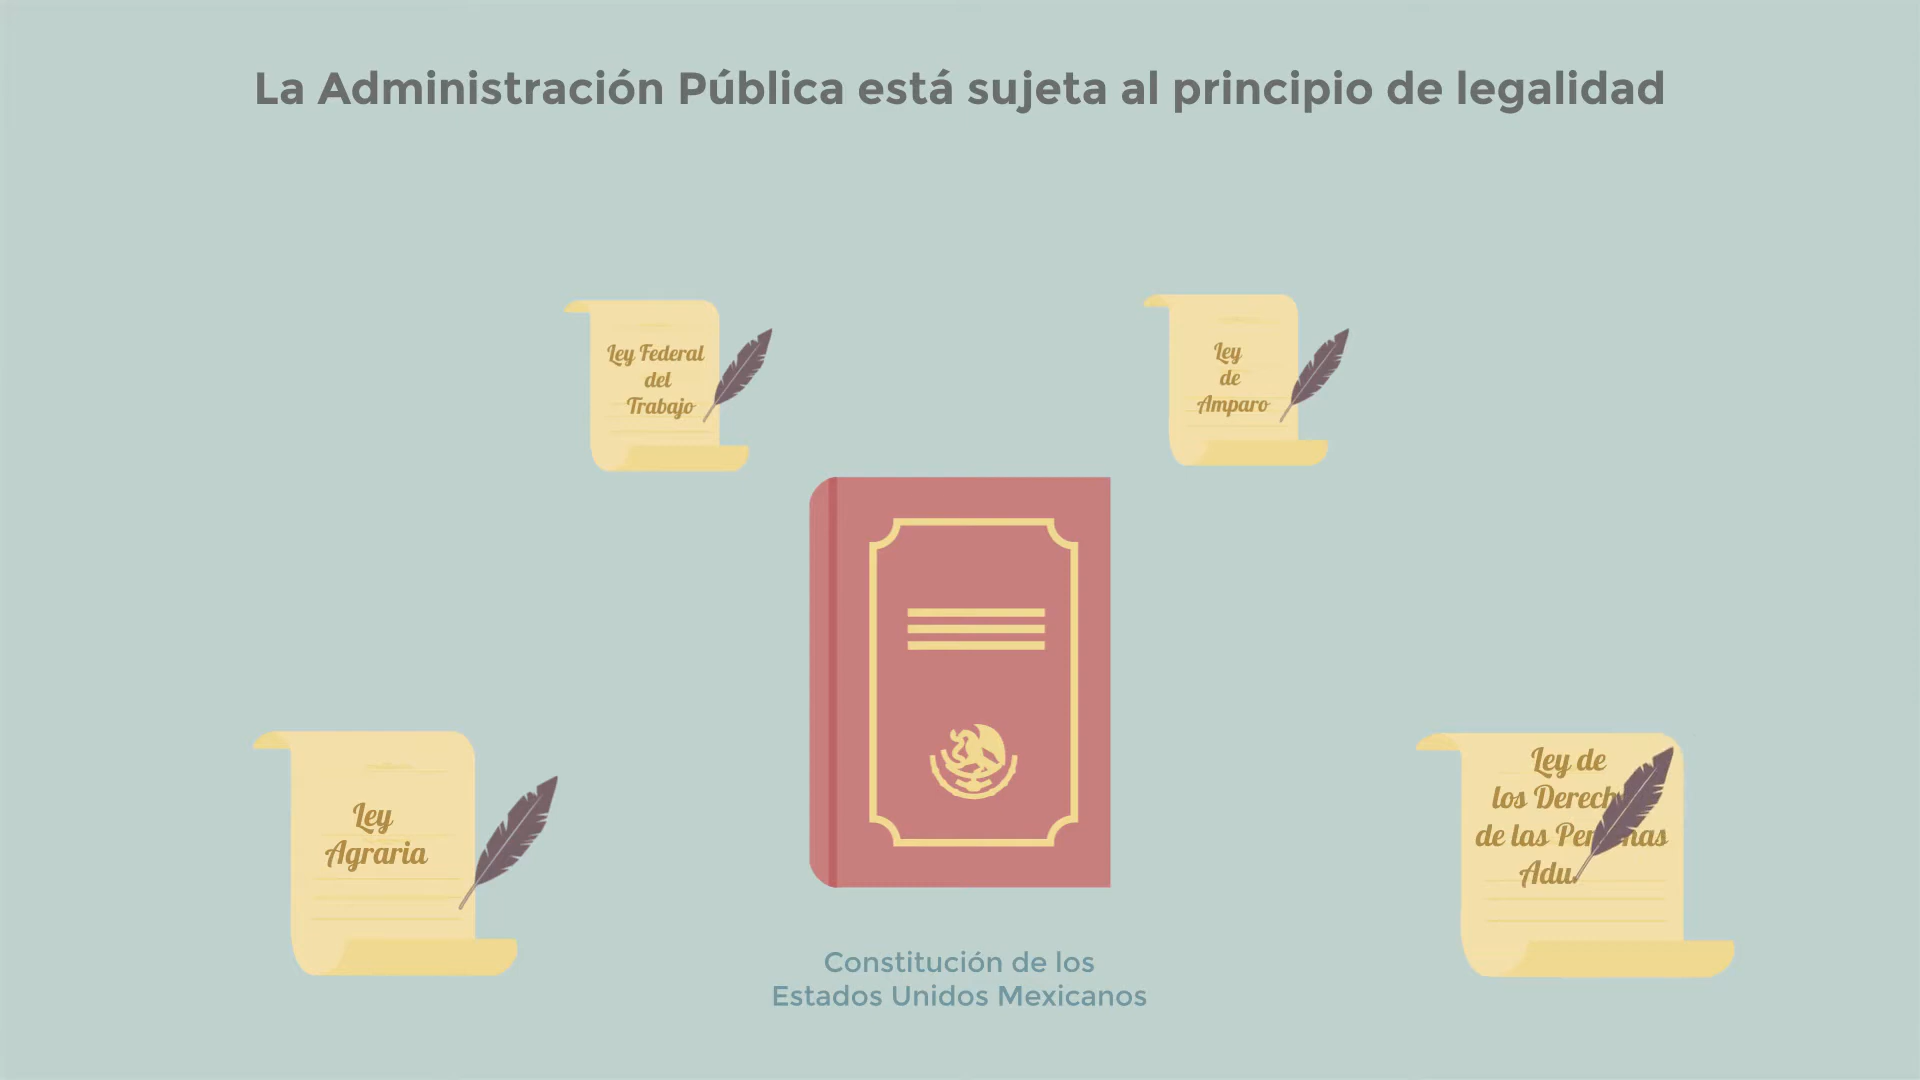 La Administración Pública está sujeta al principio de legalidad
Ley Federal
del
Trabajo
Ley
de
Amparo
Ley
Agraria
Ley de
los
de las
Constitución de los
Estados Unidos Mexicanos